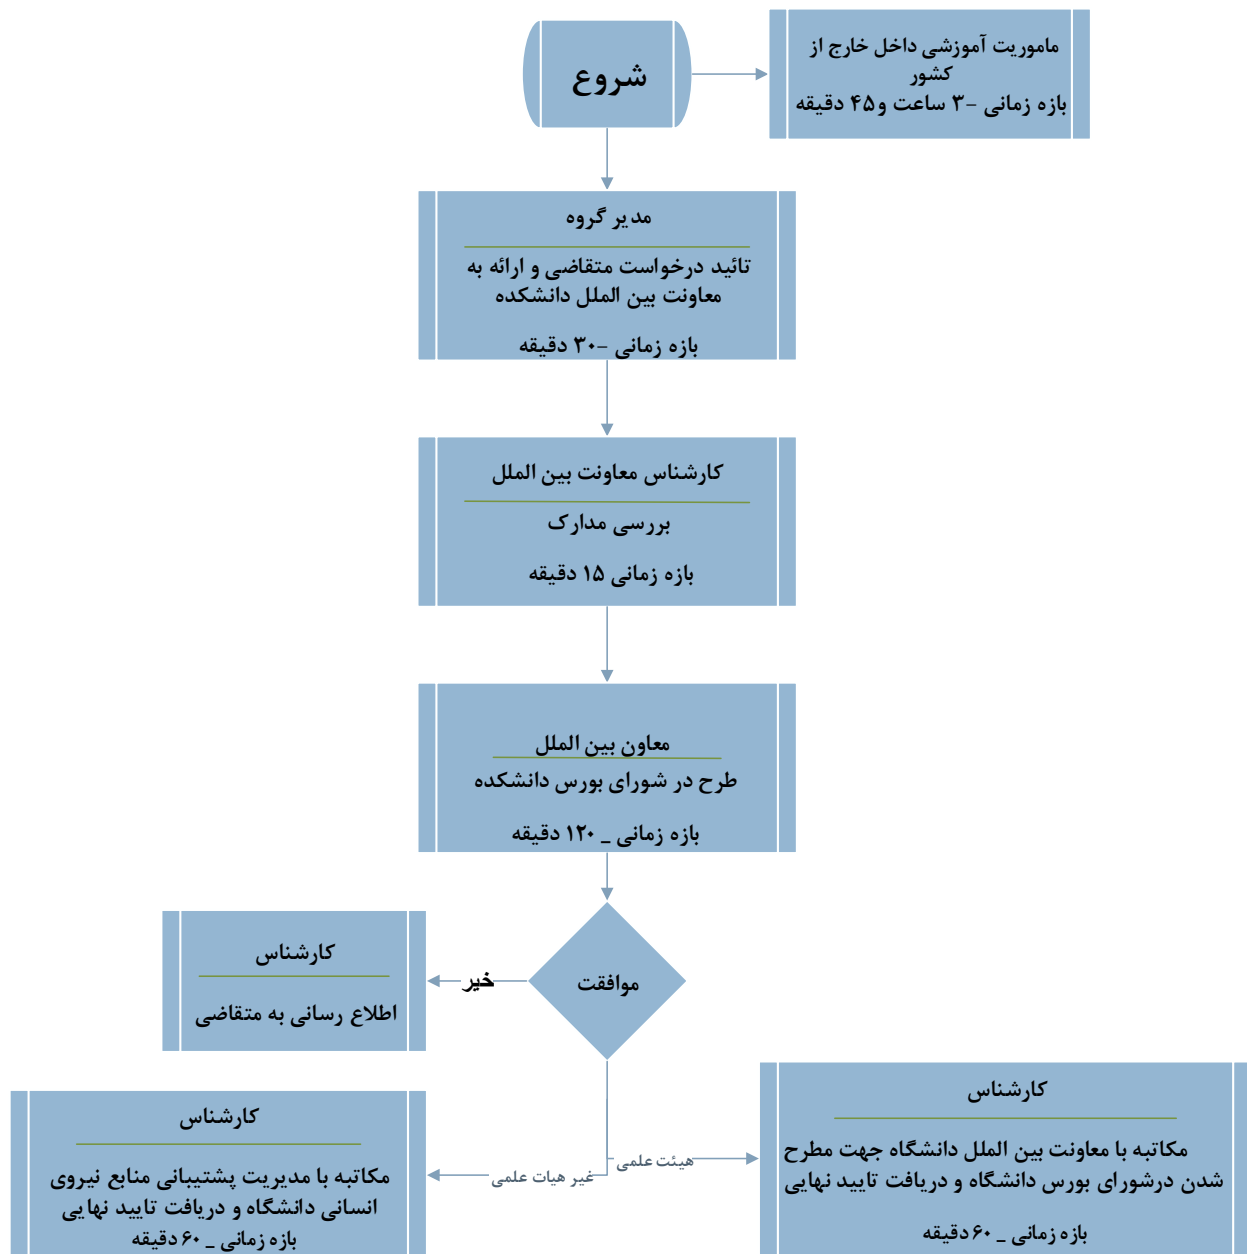 شروع
ماموریت آموزشی داخل خارج از
کشور
بازه زمانی -۳ ساعت و۴۵ دقیقه
مدیر گروه
تائید درخواست متقاضی و ارائه به
معاونت بین الملل دانشکده
بازه زمانی -۳۰ دقیقه
کارشناس معاونت بین الملل
بررسی مدارک
بازه زمانی ۱۵ دقیقه
معاون بین الملل
طرح در شورای بورس دانشکده
بازه زمانی _ ۱۲۰ دقیقه
موافقت
خیر
کارشناس
اطلاع رسانی به متقاضی
هیئت علمی
کارشناس
مکاتبه با معاونت بین الملل دانشگاه جهت مطرح
شدن درشورای بورس دانشگاه و دریافت تایید نهایی
بازه زمانی _ ۶۰ دقیقه
غیر هیات علمی
کارشناس
مکاتبه با مدیریت پشتیبانی منابع نیروی
انسانی دانشگاه و دریافت تایید نهایی
بازه زمانی _ ۶۰ دقیقه